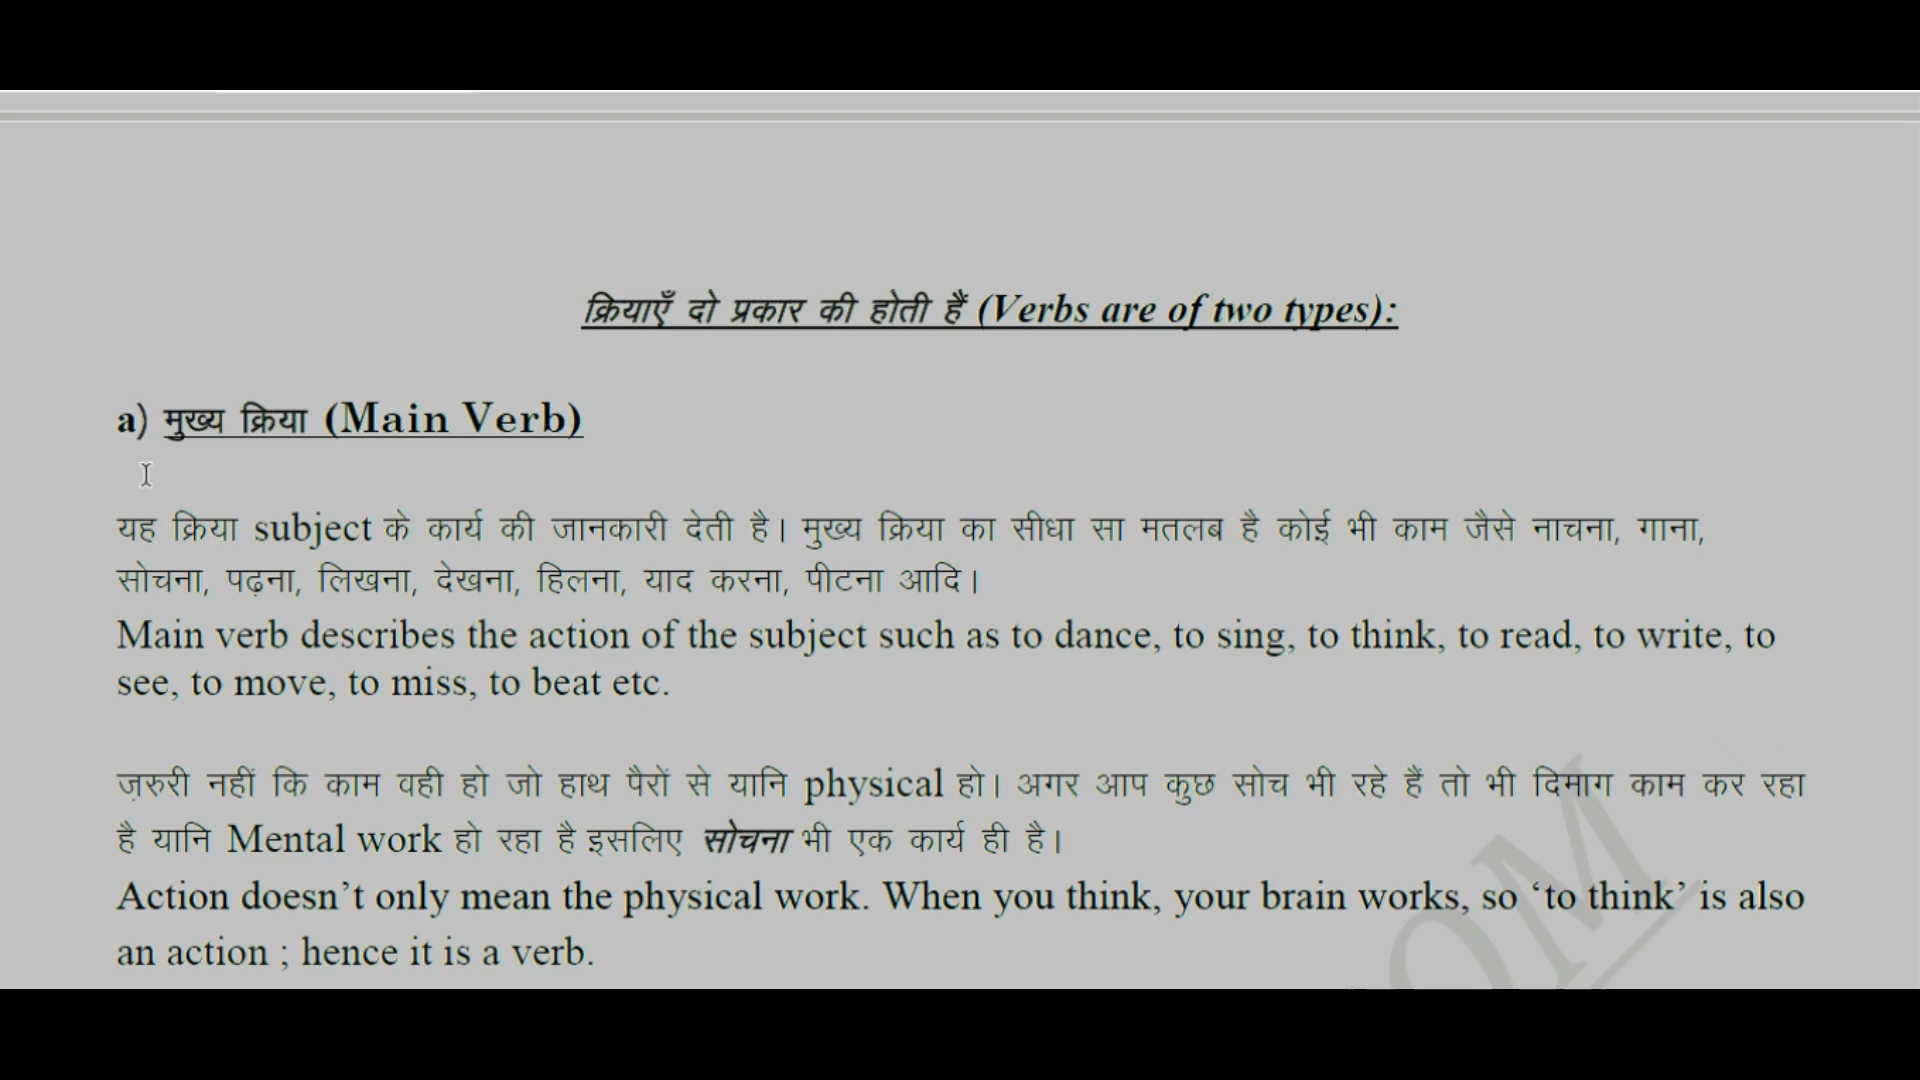 क्रियाएँ दो प्रकार की होती हैं (Verbs are of two types):
a) मुख्य क्रिया (Main Verb)
यह क्रिया subject के कार्य की जानकारी देती है। मुख्य क्रिया का सीधा सा मतलब है कोई भी काम जैसे नाचना, गाना,
सोचना, पढ़ना, लिखना, देखना, हिलना, याद करना, पीटना आदि।
Main verb describes the action of the subject such as to dance, to sing, to think, to read, to write, to
see, to move, to miss, to beat etc.
ज़रुरी नहीं कि काम वही हो जो हाथ पैरों से यानि physical हो। अगर आप कुछ सोच भी रहे हैं तो भी दिमाग काम कर रहा
है यानि Mental work हो रहा है इसलिए सोचना भी एक कार्य ही है।
Action doesn’t only mean the physical work. When you think, your brain works, so ‘to think’ is also
an action ; hence it is a verb.
OM